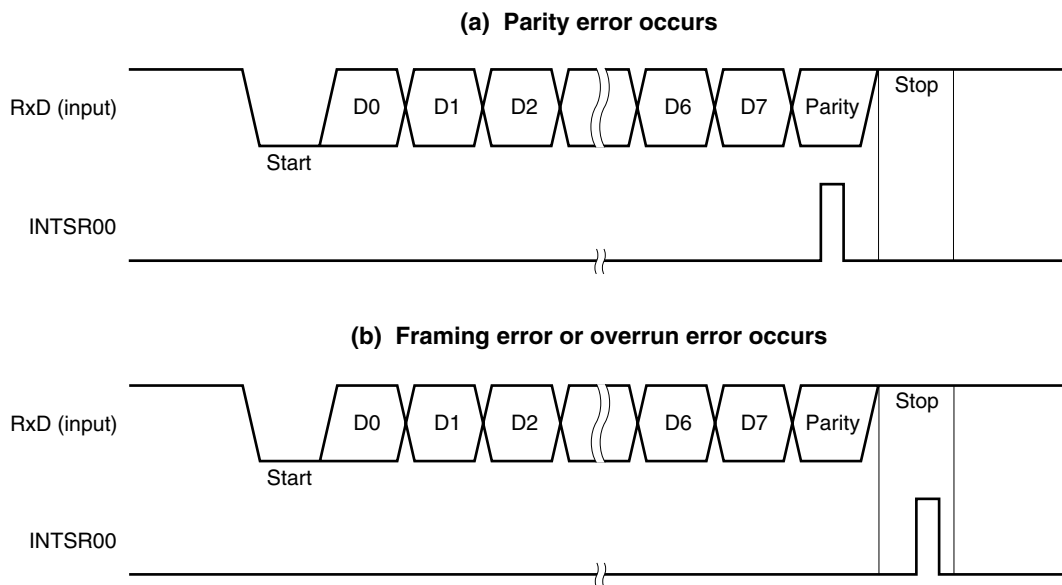 (a) Parity error occurs
RxD (input)
D0 D1 D2 D6 D7 Parity Stop
Start
INTSR00
(b) Framing error or overrun error occurs
RxD (input)
D0 D1 D2 D6 D7 Parity Stop
Start
INTSR00